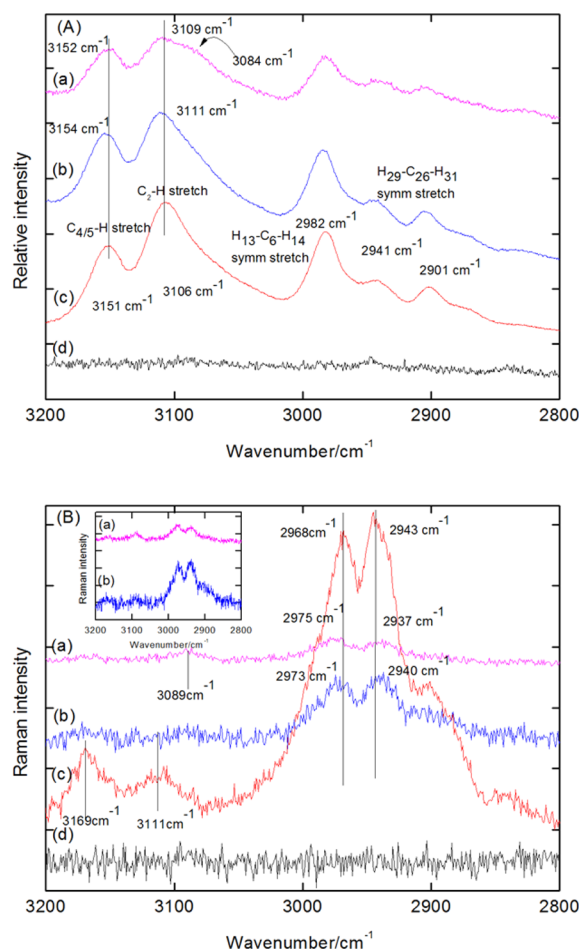 (A)
3109 cm-1
3152 cm-1
3084 cm-1
(a)
3111 cm-1
3154 cm-1
(b)
H29-C26-H31
symm stretch
C2-H stretch
2982 cm-1
C4/5-H stretch
H13-C6-H14
symm stretch
2941 cm-1
2901 cm-1
3106 cm-1
3151 cm-1
(c)
(d)
Relative intensity
3200 3100 3000 2900 2800
Wavenumber/cm-1
(B)
(a)
(b)
Raman intensity
3200 3100 3000 2900 2800
Wavenumber/cm-1
2968cm-1
2943 cm-1
2975 cm-1
2937 cm-1
(a)
2973 cm-1
2940 cm-1
3089cm-1
(b)
(c)
3169cm-1
3111cm-1
(d)
Raman intensity
3200 3100 3000 2900 2800
Wavenumber/cm-1